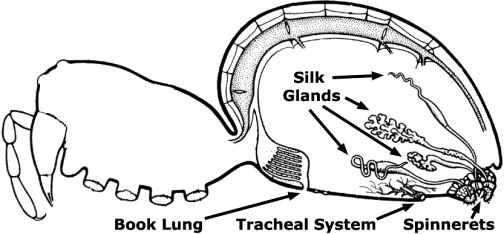 Silk
Glands
Book Lung
Tracheal System
Spinnerets